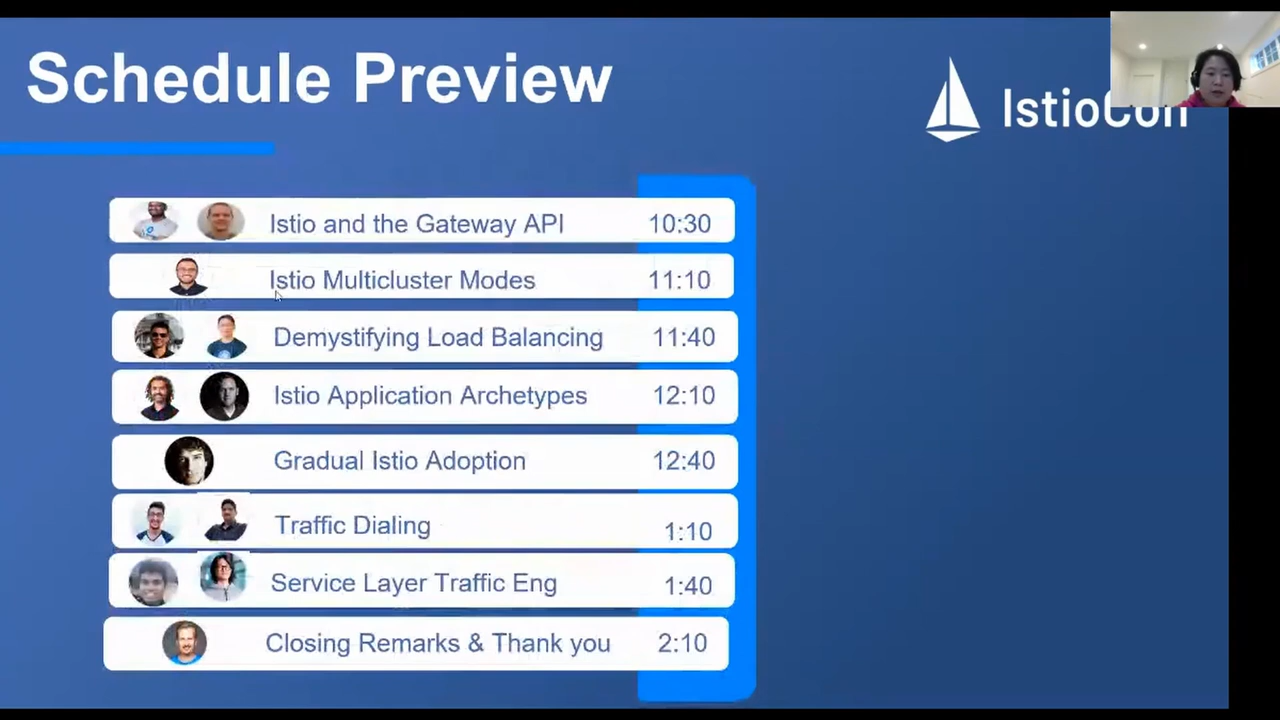 Schedule Preview
IstioCon
Istio and the Gateway API 10:30
Istio Multicluster Modes 11:10
Demystifying Load Balancing 11:40
Istio Application Archetypes 12:10
Gradual Istio Adoption 12:40
Traffic Dialing 1:10
Service Layer Traffic Eng 1:40
Closing Remarks & Thank you 2:10